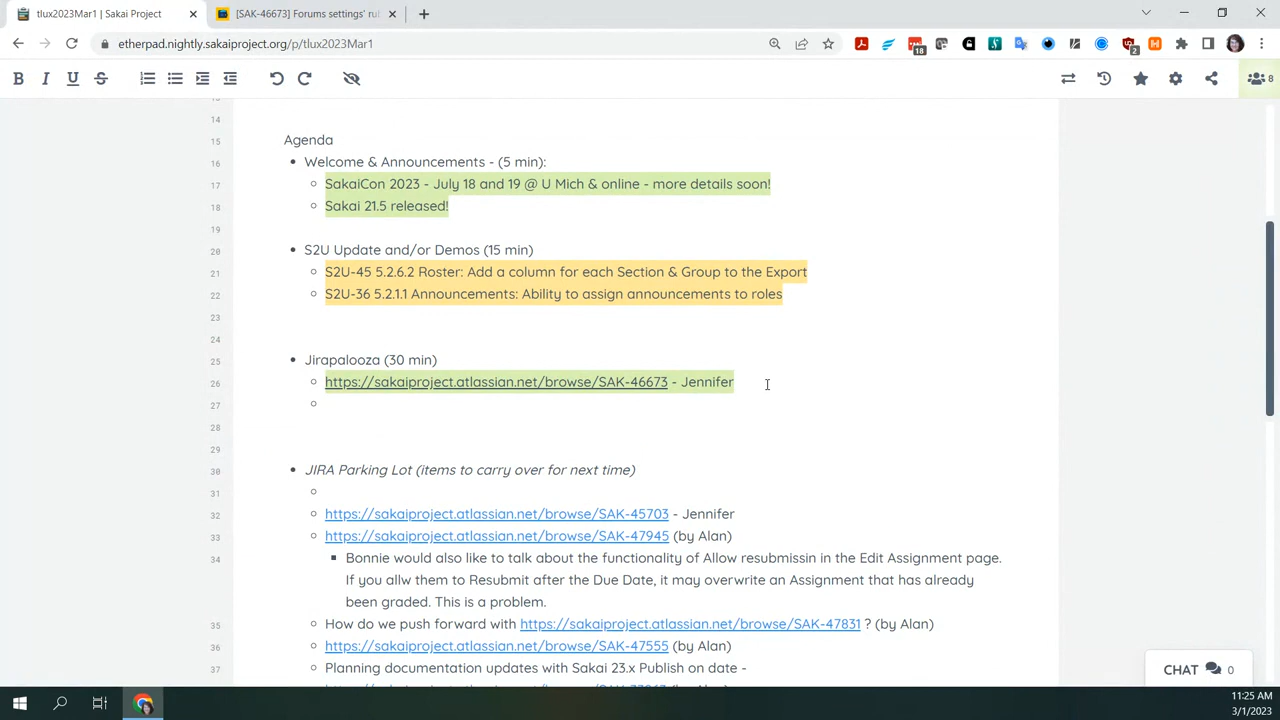 tlux2023Mar1 | Sakai Project
[SAK-46673] Forums settings' ru
etherpad.nightly.sakaiproject.org/p/tlux2023Mar1
18
2
8
14
15 Agenda
16 Welcome & Announcements - (5 min):
17 SakaiCon 2023 - July 18 and 19 @ U Mich & online - more details soon!
18 Sakai 21.5 released!
19
20 S2U Update and/or Demos (15 min)
21 S2U-45 5.2.6.2 Roster: Add a column for each Section & Group to the Export
22 S2U-36 5.2.1.1 Announcements: Ability to assign announcements to roles
23
24
25 Jirapalooza (30 min)
26 https://sakaiproject.atlassian.net/browse/SAK-46673 - Jennifer
27
28
29
30 JIRA Parking Lot (items to carry over for next time)
31
32 https://sakaiproject.atlassian.net/browse/SAK-45703 - Jennifer
33 https://sakaiproject.atlassian.net/browse/SAK-47945 (by Alan)
34 Bonnie would also like to talk about the functionality of Allow resubmissin in the Edit Assignment page.
If you allw them to Resubmit after the Due Date, it may overwrite an Assignment that has already
been graded. This is a problem.
35 How do we push forward with https://sakaiproject.atlassian.net/browse/SAK-47831 ? (by Alan)
36 https://sakaiproject.atlassian.net/browse/SAK-47555 (by Alan)
37 Planning documentation updates with Sakai 23.x Publish on date -
CHAT 0
11:25 AM
3/1/2023